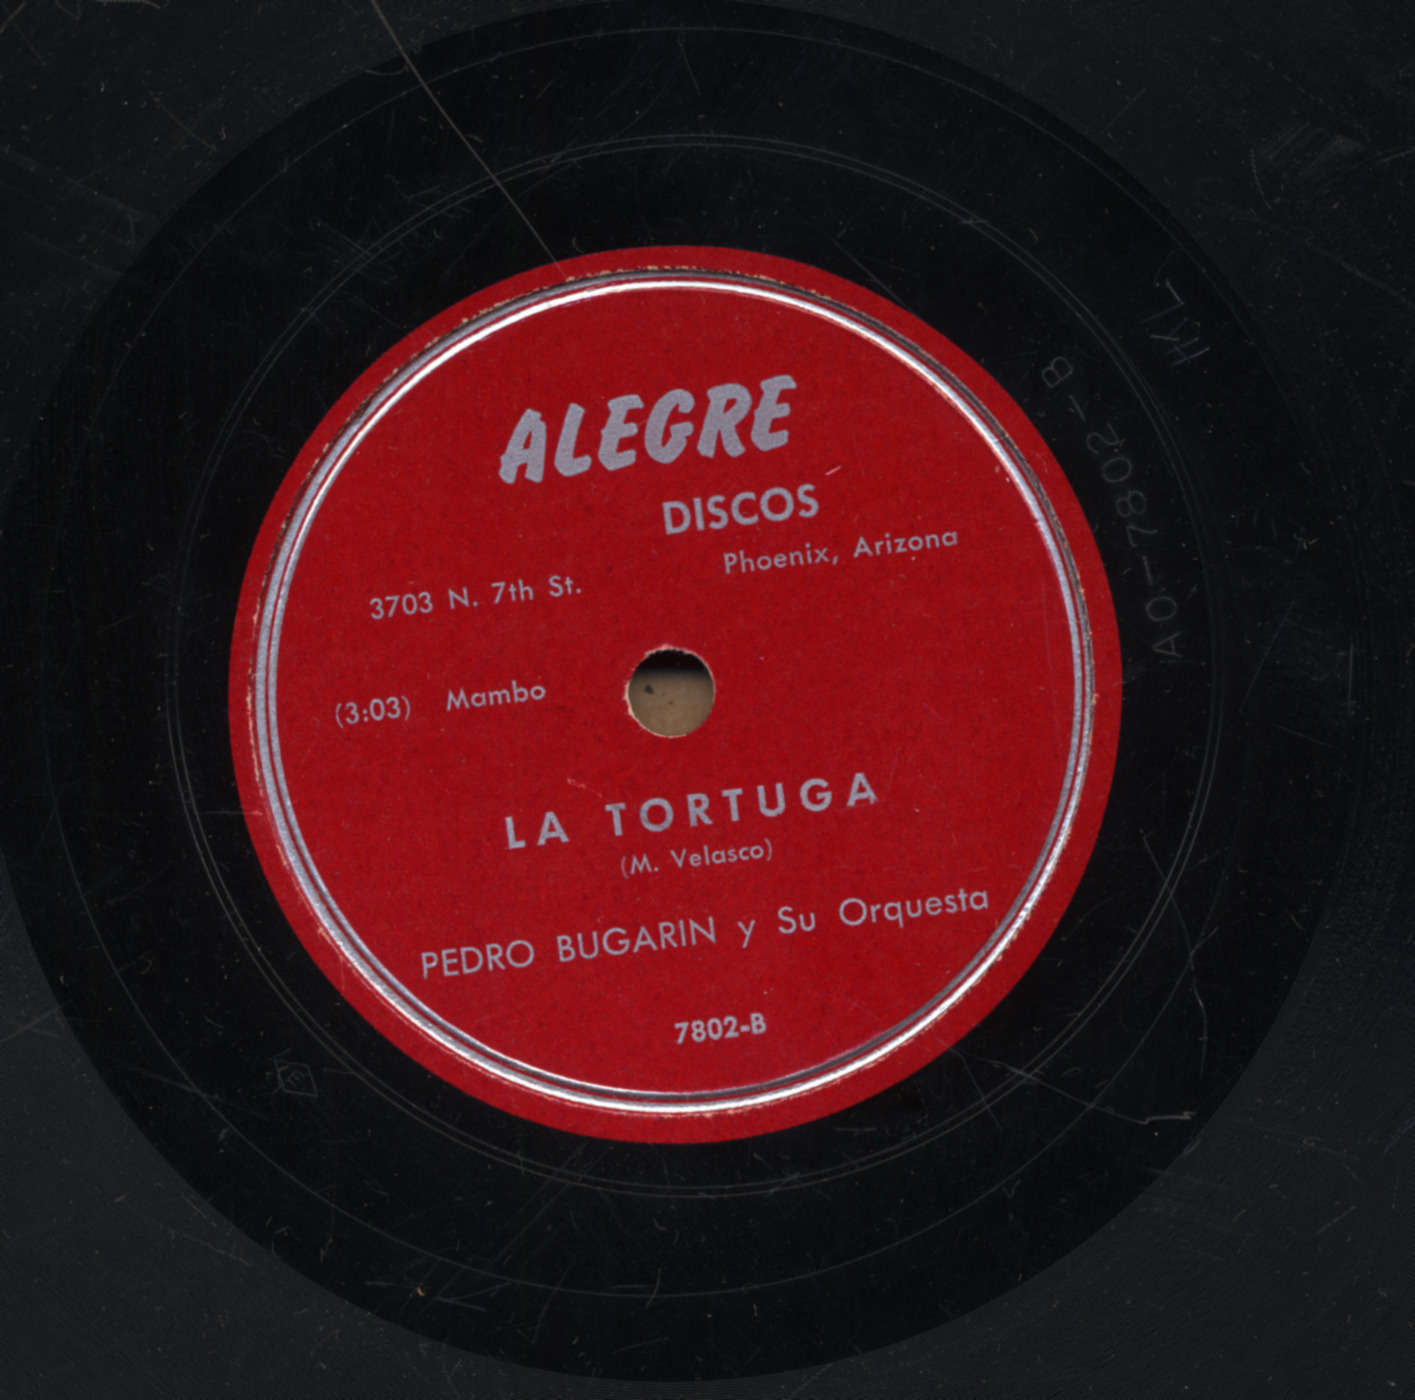 ALEGRE
DISCOS
Phoenix, Arizona
3703 N. 7th St.
(3:03) Mambo
LA TORTUGA
(M. Velasco)
PEDRO BUGARIN y Su Orquesta
7802-B
AO-7802-B